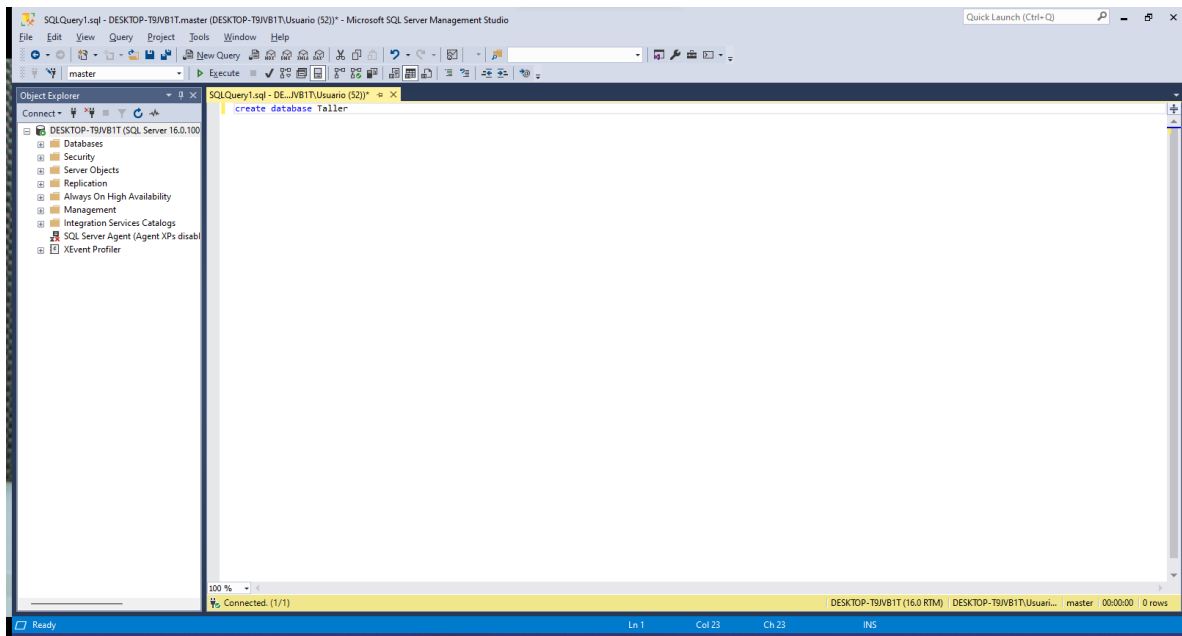 SQLQuery1.sql - DESKTOP-T9JVB1T.master (DESKTOP-T9JVB1T\Usuario (52))* - Microsoft SQL Server Management Studio
Quick Launch (Ctrl+Q)
File Edit View Query Project Tools Window Help
New Query
master
Execute
Object Explorer
SQLQuery1.sql - DE...JVB1T\Usuario (52))*
Connect
create database Taller
DESKTOP-T9JVB1T (SQL Server 16.0.100
Databases
Security
Server Objects
Replication
Always On High Availability
Management
Integration Services Catalogs
SQL Server Agent (Agent XPs disabl
XEvent Profiler
100 %
Connected. (1/1)
DESKTOP-T9JVB1T (16.0 RTM)
DESKTOP-T9JVB1T\Usuari...
master
00:00:00
0 rows
Ready
Ln 1
Col 23
Ch 23
INS